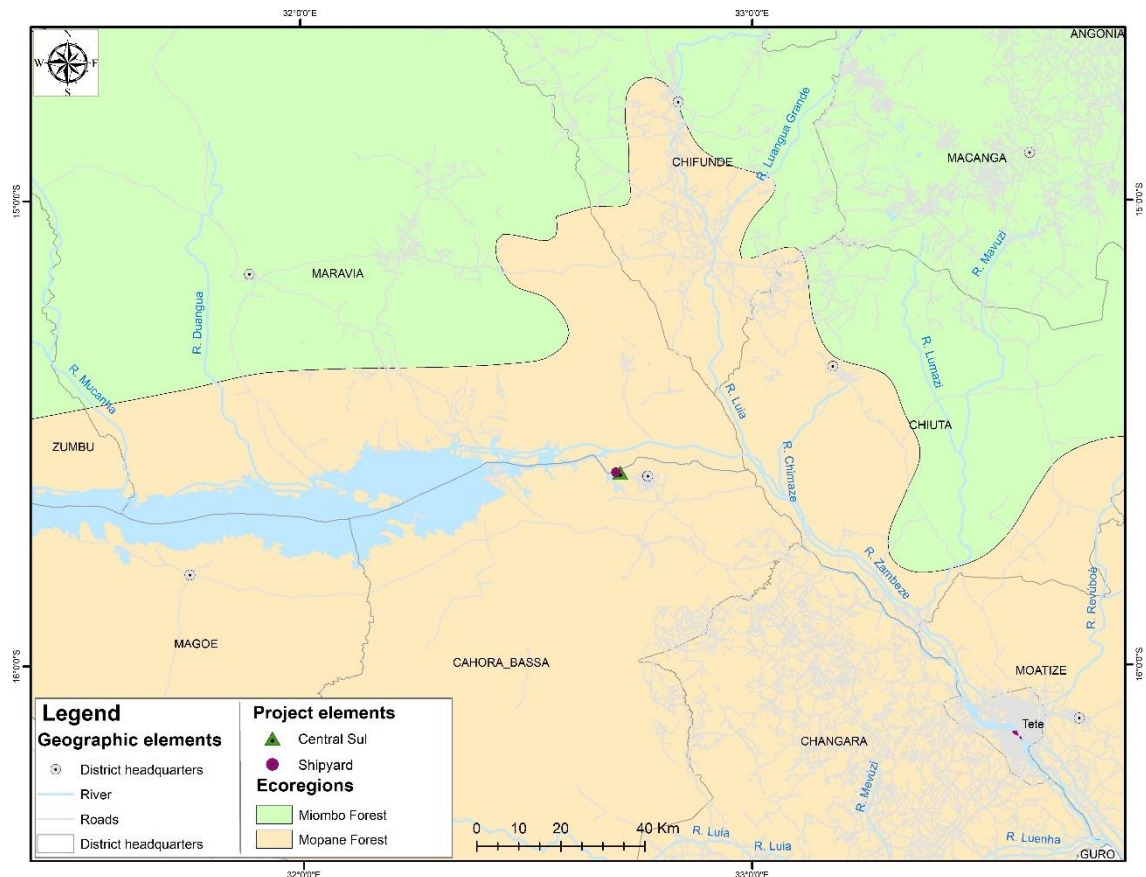 32°0'0"E
33°0'0"E
ANGONIA
N
W
E
S
CHIFUNDE
R. Luangua Grande
MACANGA
15°0'0"S
15°0'0"S
R. Mavuzi
MARAVIA
R. Duangua
R. Lumazi
R. Mucanha
R. Luia
CHIUTA
ZUMBU
R. Chimaze
R. Zambeze
R. Revúboe
MAGOE
CAHORA_BASSA
MOATIZE
16°0'0"S
16°0'0"S
Tete
CHANGARA
R. Mevúzi
R. Luia
R. Luia
R. Luenha
GURO
Legend
Geographic elements
District headquarters
River
Roads
District headquarters
Project elements
Central Sul
Shipyard
Ecoregions
Miombo Forest
Mopane Forest
0 10 20 40 Km
32°0'0"E
33°0'0"E